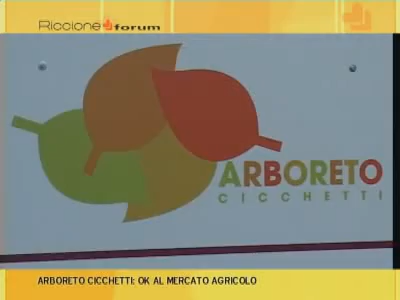 Riccione forum
ARBORETO
CICCHETTI
ARBORETO CICCHETTI: OK AL MERCATO AGRICOLO